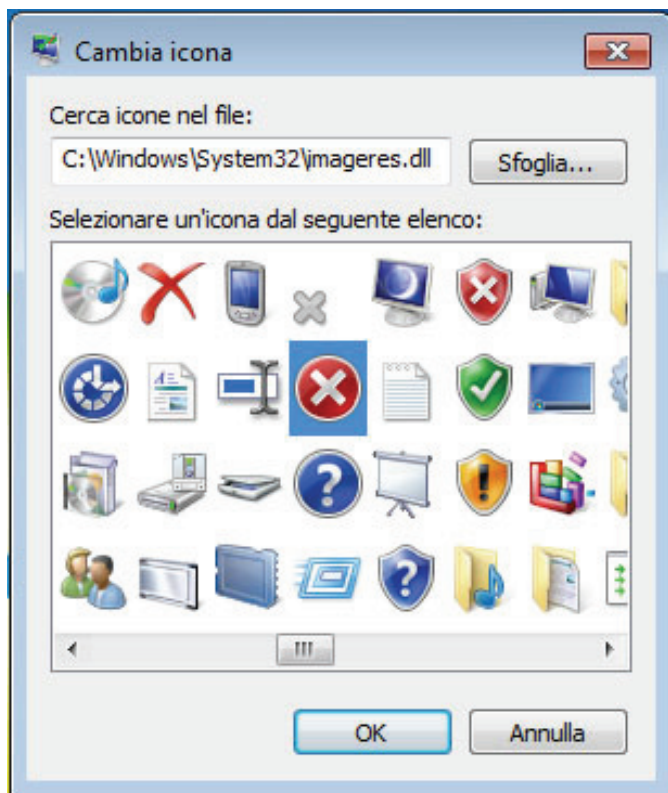 Cambia icona
Cerca icone nel file:
C:\Windows\System32\imageres.dll
Sfoglia...
Selezionare un'icona dal seguente elenco:
OK
Annulla